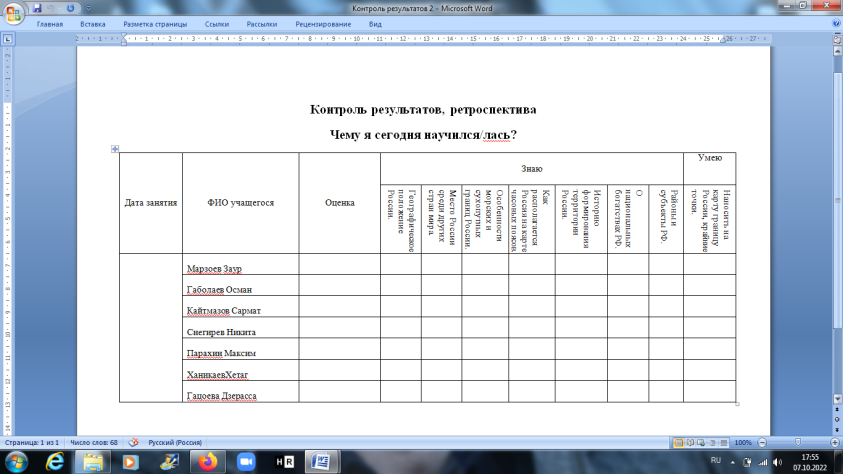 Контроль результатов 2 - Microsoft Word
Главная Вставка Разметка страницы Ссылки Рассылки Рецензирование Вид
Контроль результатов, ретроспектива
Чему я сегодня научился/лась?
Дата занятия
ФИО учащегося
Оценка
Знаю
Умею
Географическое
положение
России.
Место России
среди других
стран мира.
Особенности
морских и
сухопутных
границ России.
Как
располагается
Россия на карте
часовых поясов.
Историю
формирования
территории
России.
О
национальных
богатствах РФ.
Районы и
субъекты РФ.
Наносить на
карту границу
России, крайние
точки.
Марзоев Заур
Габолаев Осман
Кайтмазов Сармат
Снегирев Никита
Парахин Максим
ХаникаевХетаг
Гацоева Дзерасса
Страница: 1 из 1 Число слов: 68 Русский (Россия) 100%
HR
RU
17:55
07.10.2022